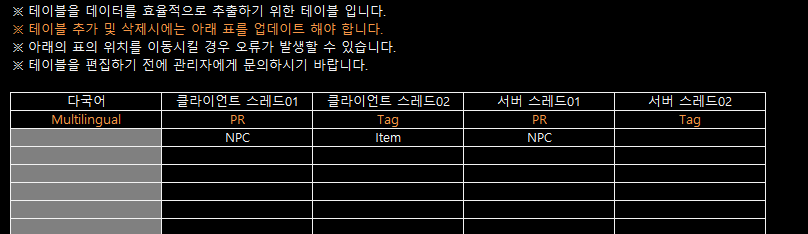 ※ 테이블을 데이터를 효율적으로 추출하기 위한 테이블 입니다.
※ 테이블 추가 및 삭제시에는 아래 표를 업데이트 해야 합니다.
※ 아래의 표의 위치를 이동시킬 경우 오류가 발생할 수 있습니다.
※ 테이블을 편집하기 전에 관리자에게 문의하시기 바랍니다.
다국어 클라이언트 스레드01 클라이언트 스레드02 서버 스레드01 서버 스레드02
Multilingual PR Tag PR Tag
NPC Item NPC